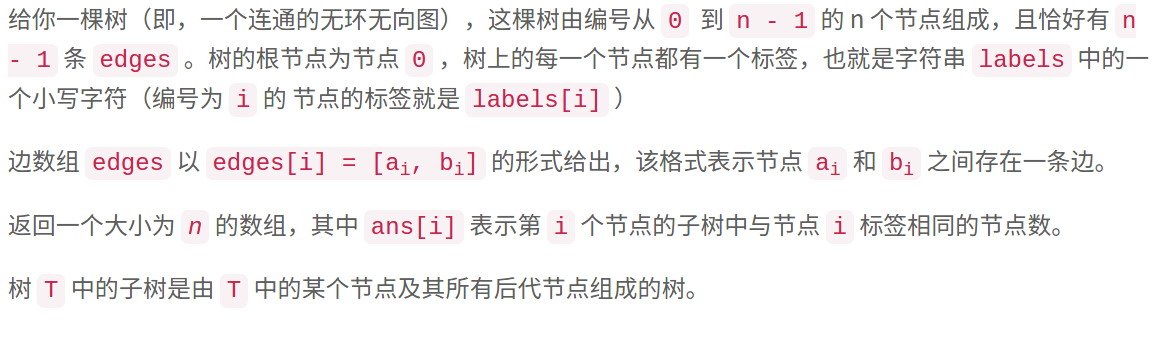 给你一棵树（即，一个连通的无环无向图），这棵树由编号从 0 到 n - 1 的 n 个节点组成，且恰好有 n
- 1 条 edges 。树的根节点为节点 0 ，树上的每一个节点都有一个标签，也就是字符串 labels 中的一
个小写字符（编号为 i 的 节点的标签就是 labels[i] ）
边数组 edges 以 edges[i] = [aᵢ, bᵢ] 的形式给出，该格式表示节点 aᵢ 和 bᵢ 之间存在一条边。
返回一个大小为 n 的数组，其中 ans[i] 表示第 i 个节点的子树中与节点 i 标签相同的节点数。
树 T 中的子树是由 T 中的某个节点及其所有后代节点组成的树。